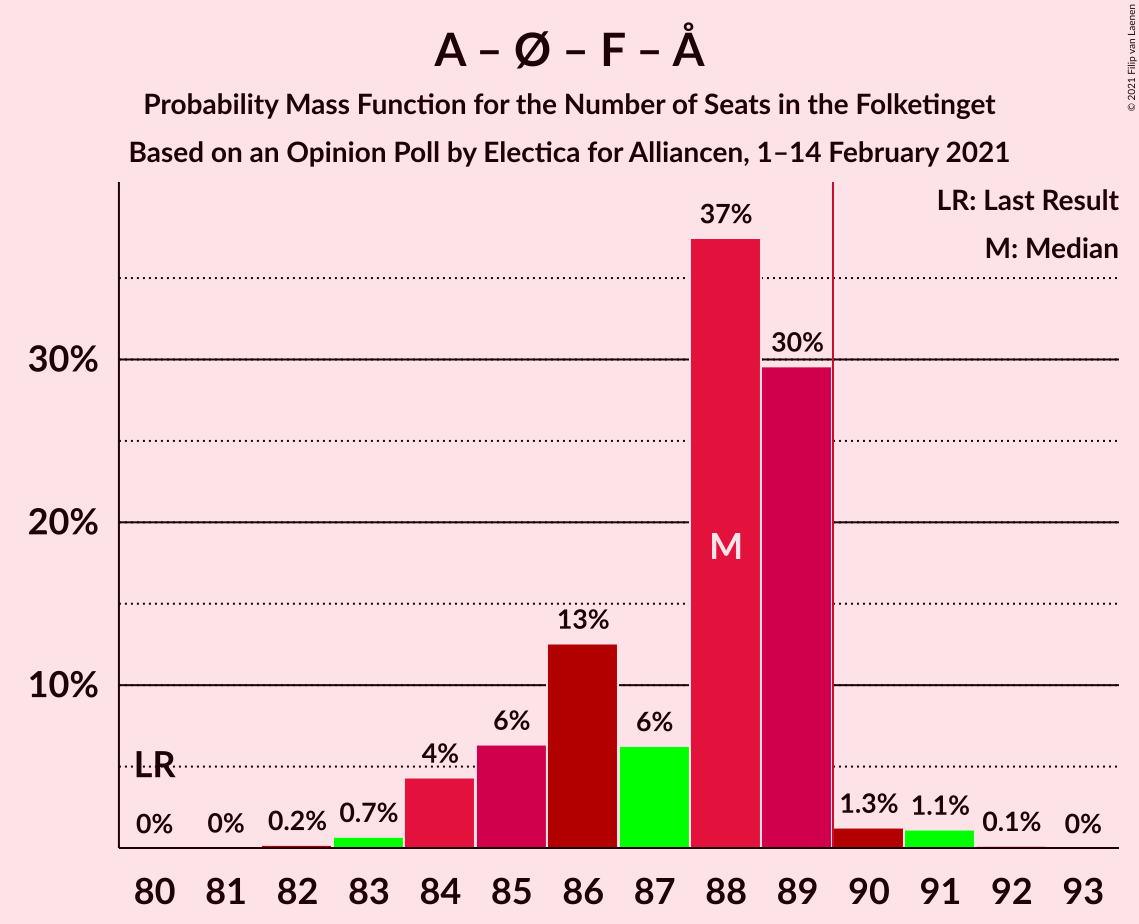 A – Ø – F – Å
Probability Mass Function for the Number of Seats in the Folketinget
Based on an Opinion Poll by Electica for Alliancen, 1–14 February 2021
© 2021 Filip van Laenen
LR: Last Result
M: Median
30%
20%
10%
LR
0%
0%
0.2%
0.7%
4%
6%
13%
6%
37%
M
30%
1.3%
1.1%
0.1%
0%
80 81 82 83 84 85 86 87 88 89 90 91 92 93